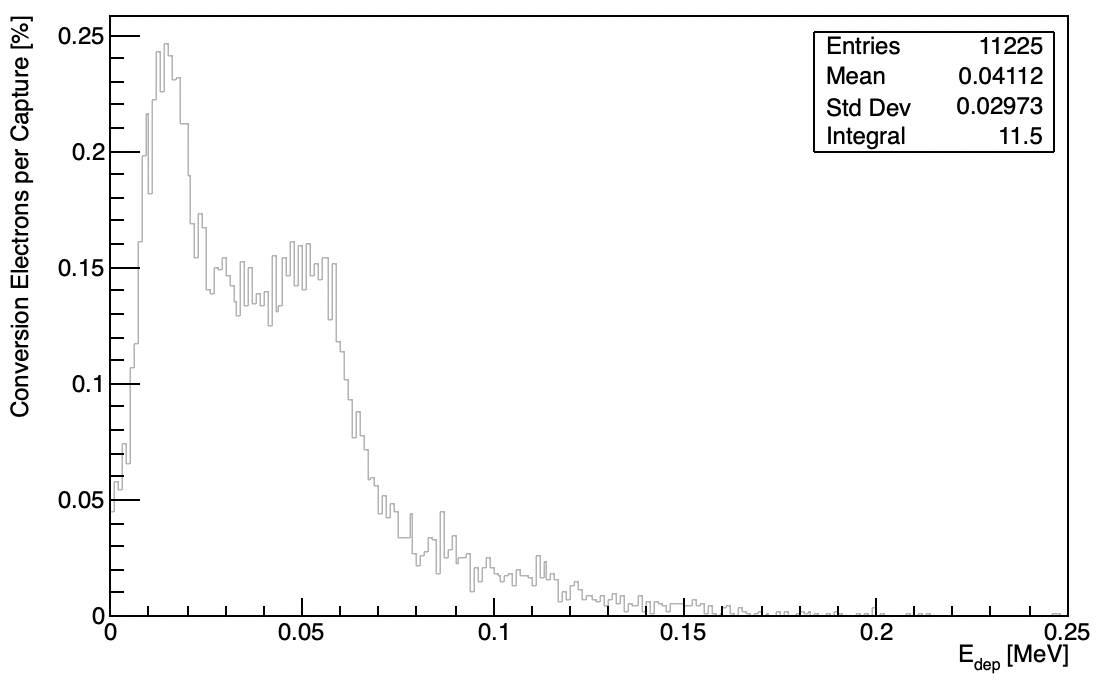 Conversion Electrons per Capture [%]
0.25
0.2
0.15
0.1
0.05
0
Entries 11225
Mean 0.04112
Std Dev 0.02973
Integral 11.5
0 0.05 0.1 0.15 0.2 0.25
E_dep [MeV]